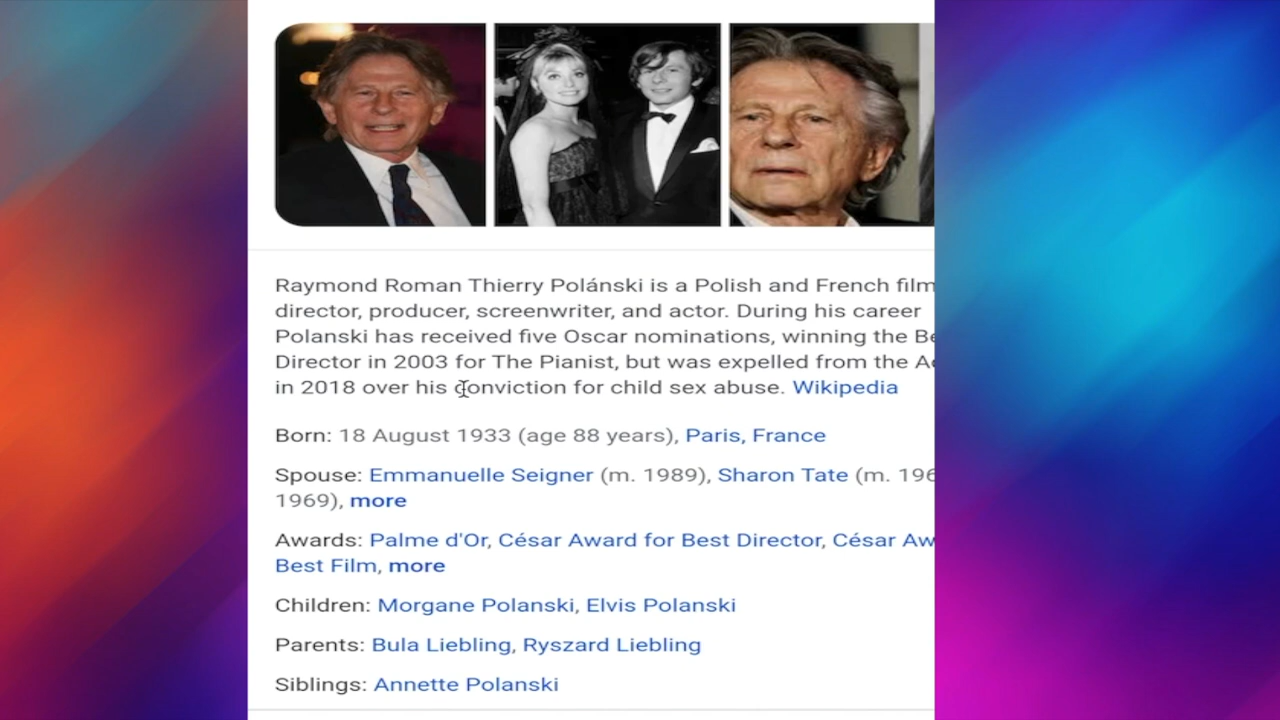 Raymond Roman Thierry Polánski is a Polish and French film
director, producer, screenwriter, and actor. During his career
Polanski has received five Oscar nominations, winning the
Director in 2003 for The Pianist, but was expelled from the
in 2018 over his conviction for child sex abuse. Wikipedia
Born: 18 August 1933 (age 88 years), Paris, France
Spouse: Emmanuelle Seigner (m. 1989), Sharon Tate (m. 196
1969), more
Awards: Palme d'Or, César Award for Best Director, César Aw
Best Film, more
Children: Morgane Polanski, Elvis Polanski
Parents: Bula Liebling, Ryszard Liebling
Siblings: Annette Polanski